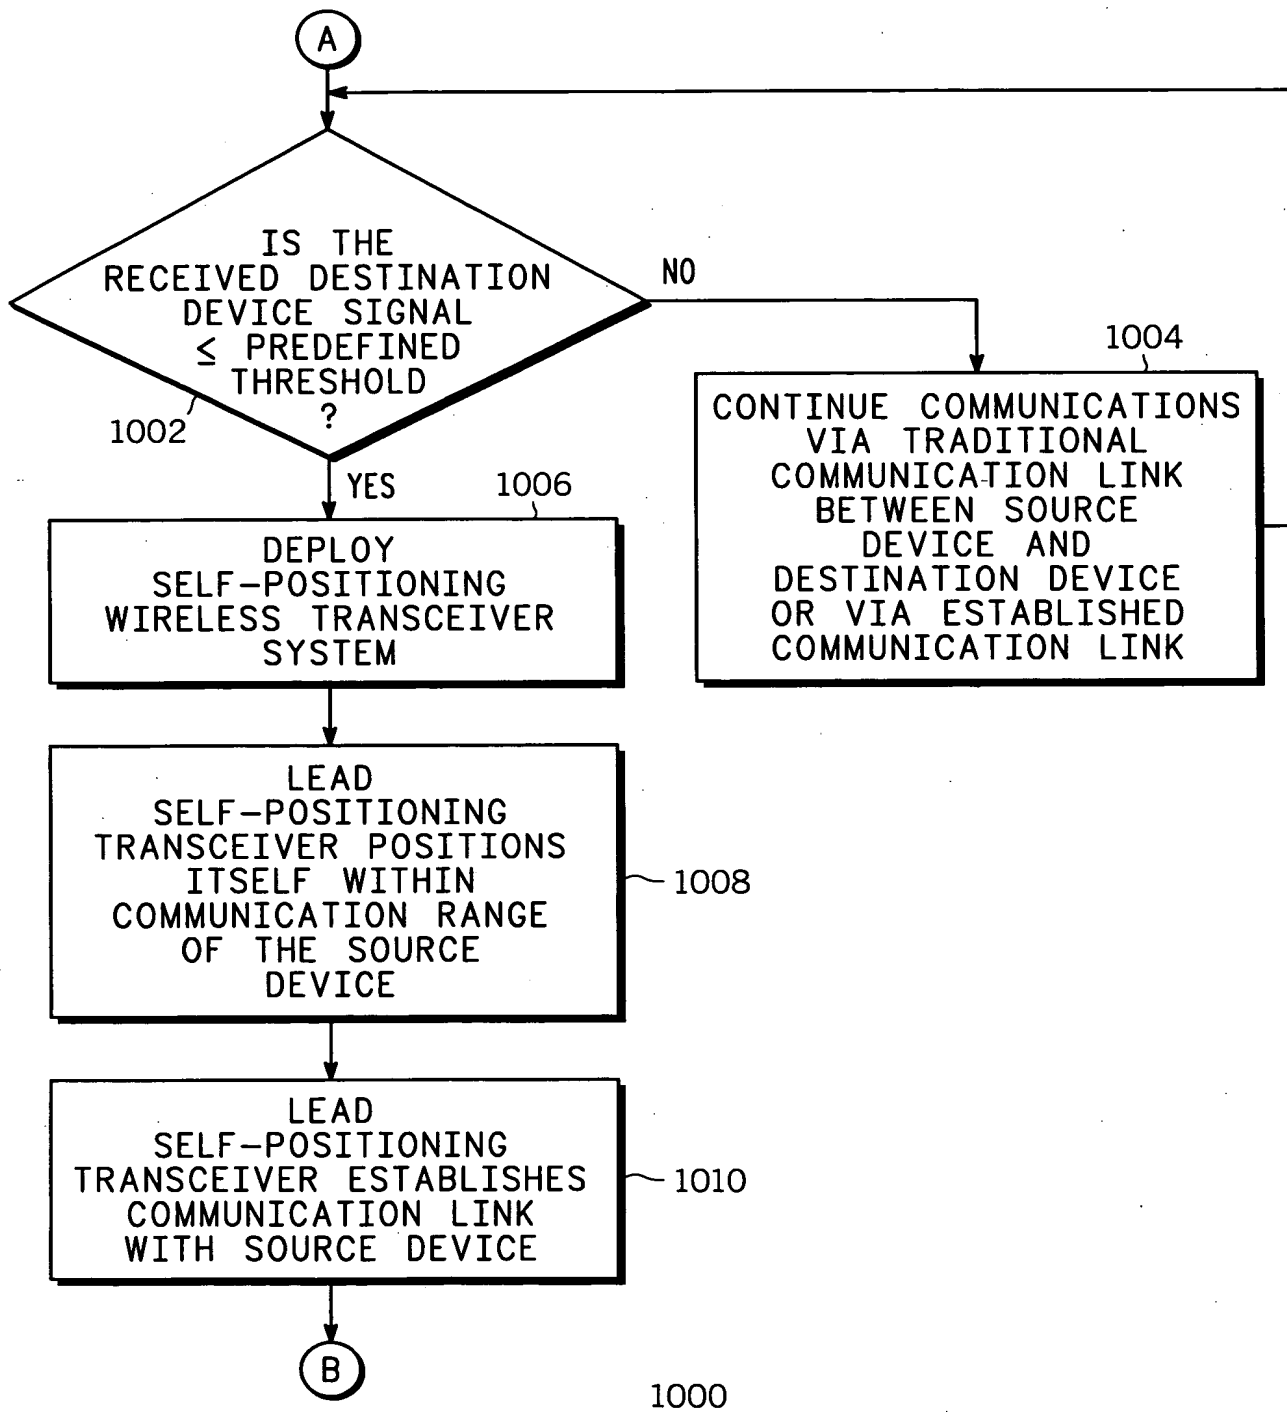 A
IS THE
RECEIVED DESTINATION
DEVICE SIGNAL
≤ PREDEFINED
THRESHOLD
?
1002
NO
1004
CONTINUE COMMUNICATIONS
VIA TRADITIONAL
COMMUNICATION LINK
BETWEEN SOURCE
DEVICE AND
DESTINATION DEVICE
OR VIA ESTABLISHED
COMMUNICATION LINK
YES
1006
DEPLOY
SELF-POSITIONING
WIRELESS TRANSCEIVER
SYSTEM
LEAD
SELF-POSITIONING
TRANSCEIVER POSITIONS
ITSELF WITHIN
COMMUNICATION RANGE
OF THE SOURCE
DEVICE
1008
LEAD
SELF-POSITIONING
TRANSCEIVER ESTABLISHES
COMMUNICATION LINK
WITH SOURCE DEVICE
1010
B
1000